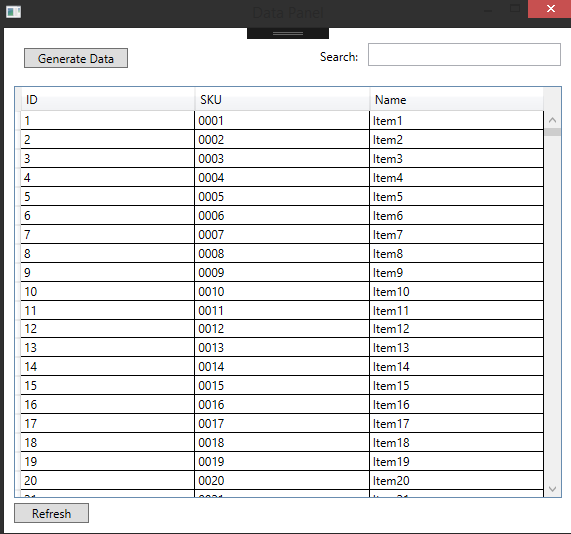 Data Panel
Generate Data Search:
ID SKU Name
1 0001 Item1
2 0002 Item2
3 0003 Item3
4 0004 Item4
5 0005 Item5
6 0006 Item6
7 0007 Item7
8 0008 Item8
9 0009 Item9
10 0010 Item10
11 0011 Item11
12 0012 Item12
13 0013 Item13
14 0014 Item14
15 0015 Item15
16 0016 Item16
17 0017 Item17
18 0018 Item18
19 0019 Item19
20 0020 Item20
21 0021 Item21
Refresh